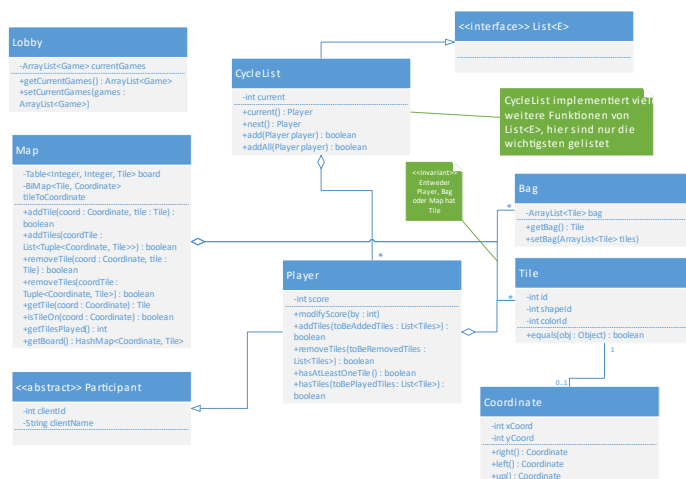 Lobby
-ArrayList<Game> currentGames
+getCurrentGames() : ArrayList<Game>
+setCurrentGames(games :
ArrayList<Game>)
Map
-Table<Integer, Integer, Tile> board
-BiMap<Tile, Coordinate>
tileToCoordinate
+addTile(coord : Coordinate, tile : Tile) :
boolean
+addTiles(coordTile :
List<Tuple<Coordinate, Tile>>) : boolean
+removeTile(coord : Coordinate, tile :
Tile) : boolean
+removeTiles(coordTile :
Tuple<Coordinate, Tile>) : boolean
+getTile(coord : Coordinate) : Tile
+isTileOn(coord : Coordinate) : boolean
+getTilesPlayed() : int
+getBoard() : HashMap<Coordinate, Tile>
<<abstract>> Participant
-int clientId
-String clientName
CycleList
-int current
+current() : Player
+next() : Player
+add(Player player) : boolean
+addAll(Player player) : boolean
<<interface>> List<E>
CycleList implementiert viele
weitere Funktionen von
List<E>, hier sind nur die
wichtigsten gelistet
<<invariant>>
Entweder
Player, Bag
oder Map hat
Tile
Player
-int score
+modifyScore(by : int)
+addTiles(toBeAddedTiles : List<Tiles>) :
boolean
+removeTiles(toBeRemovedTiles :
List<Tiles>) : boolean
+hasAtLeastOneTile() : boolean
+hasTiles(toBePlayedTiles : List<Tile>) :
boolean
*
*
Bag
-ArrayList<Tile> bag
+getBag() : Tile
+setBag(ArrayList<Tile> tiles)
*
Tile
-int id
-int shapeId
-int colorId
+equals(obj : Object) : boolean
1
0..1
Coordinate
-int xCoord
-int yCoord
+right() : Coordinate
+left() : Coordinate
+up() : Coordinate